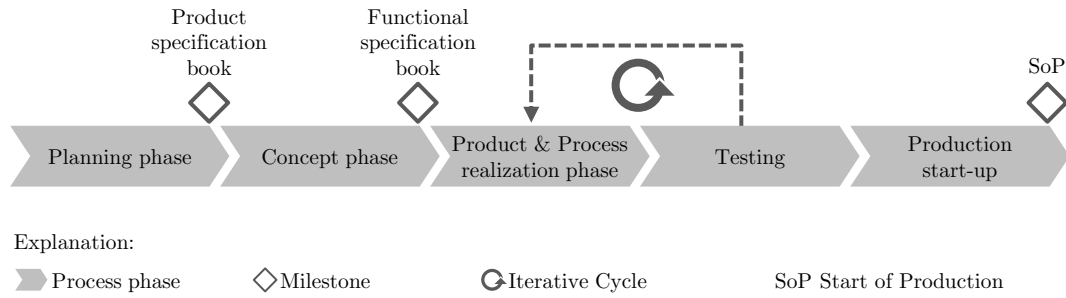 Product
specification
book
Functional
specification
book
SoP
Planning phase
Concept phase
Product & Process
realization phase
Testing
Production
start-up
Explanation:
Process phase
Milestone
Iterative Cycle
SoP Start of Production